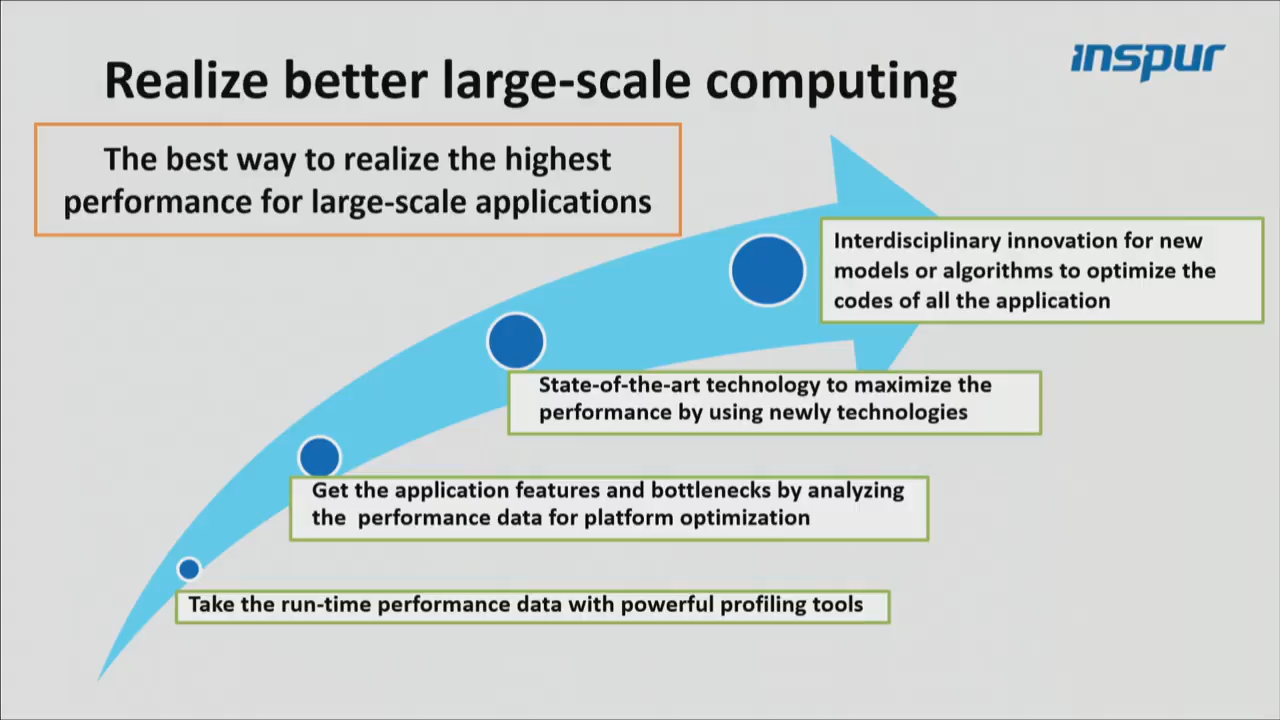 Realize better large-scale computing
inspur
The best way to realize the highest
performance for large-scale applications
Interdisciplinary innovation for new
models or algorithms to optimize the
codes of all the application
State-of-the-art technology to maximize the
performance by using newly technologies
Get the application features and bottlenecks by analyzing
the performance data for platform optimization
Take the run-time performance data with powerful profiling tools